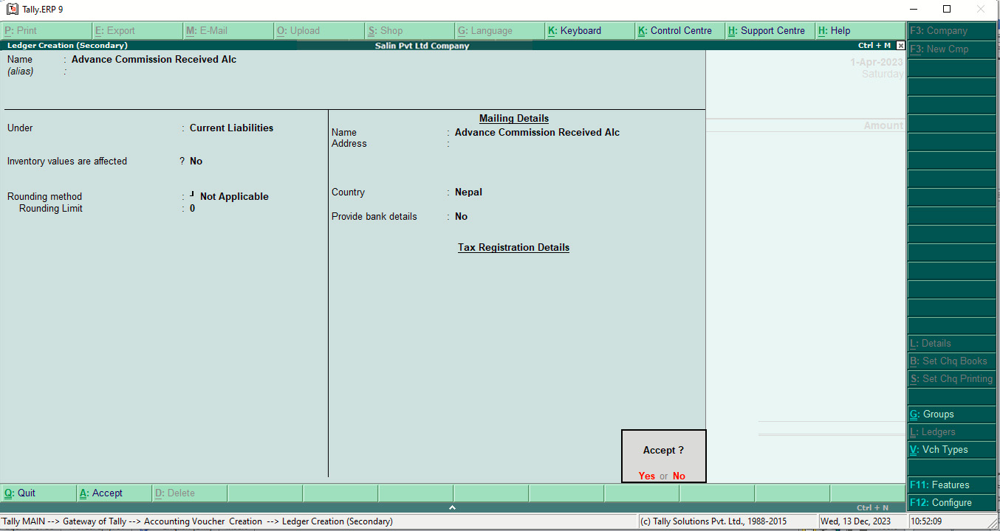 Tally.ERP 9
P: Print E: Export M: E-Mail O: Upload S: Shop G: Language K: Keyboard K: Control Centre H: Support Centre H: Help
F3: Company
Ledger Creation (Secondary) Salin Pvt Ltd Company Ctrl + M
F3: New Cmp
Name : Advance Commission Received Alc
(alias) :
1-Apr-2023
Saturday
Mailing Details
Amount
Under : Current Liabilities
Name : Advance Commission Received Alc
Address :
Inventory values are affected ? No
Country : Nepal
Rounding method : ┘ Not Applicable
Rounding Limit : 0
Provide bank details : No
Tax Registration Details
L: Details
B: Set Chq Books
S: Set Chq Printing
G: Groups
L: Ledgers
V: Vch Types
Accept ?
Yes or No
F11: Features
Q: Quit A: Accept D: Delete
F12: Configure
Ctrl + N
Tally MAIN --> Gateway of Tally --> Accounting Voucher Creation --> Ledger Creation (Secondary) (c) Tally Solutions Pvt. Ltd., 1988-2015 Wed, 13 Dec, 2023 10:52:09